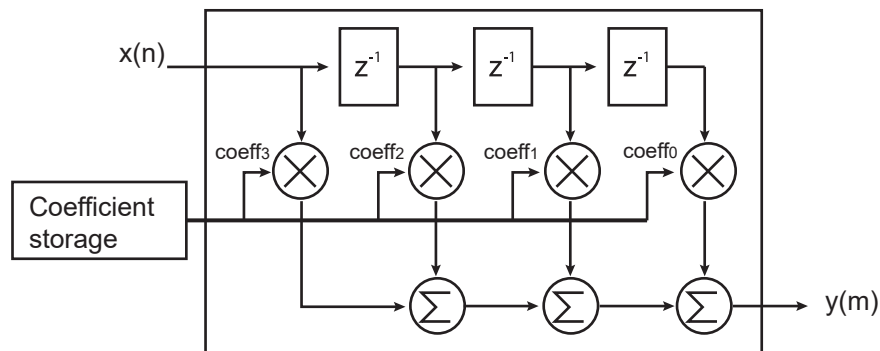 x(n)
z⁻¹
z⁻¹
z⁻¹
coeff₃
coeff₂
coeff₁
coeff₀
Coefficient
storage
Σ
Σ
Σ
y(m)